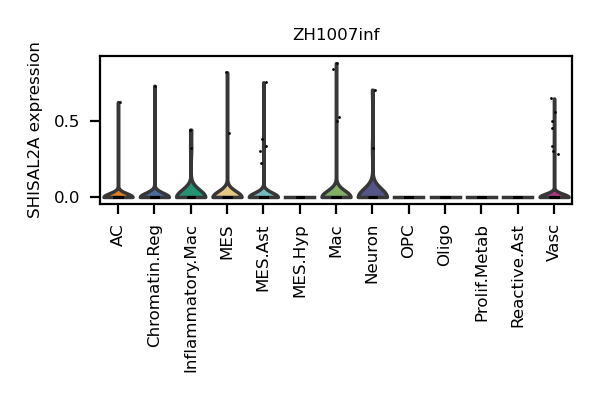 ZH1007inf
SHISAL2A expression
0.5
0.0
AC
Chromatin.Reg
Inflammatory.Mac
MES
MES.Ast
MES.Hyp
Mac
Neuron
OPC
Oligo
Prolif.Metab
Reactive.Ast
Vasc